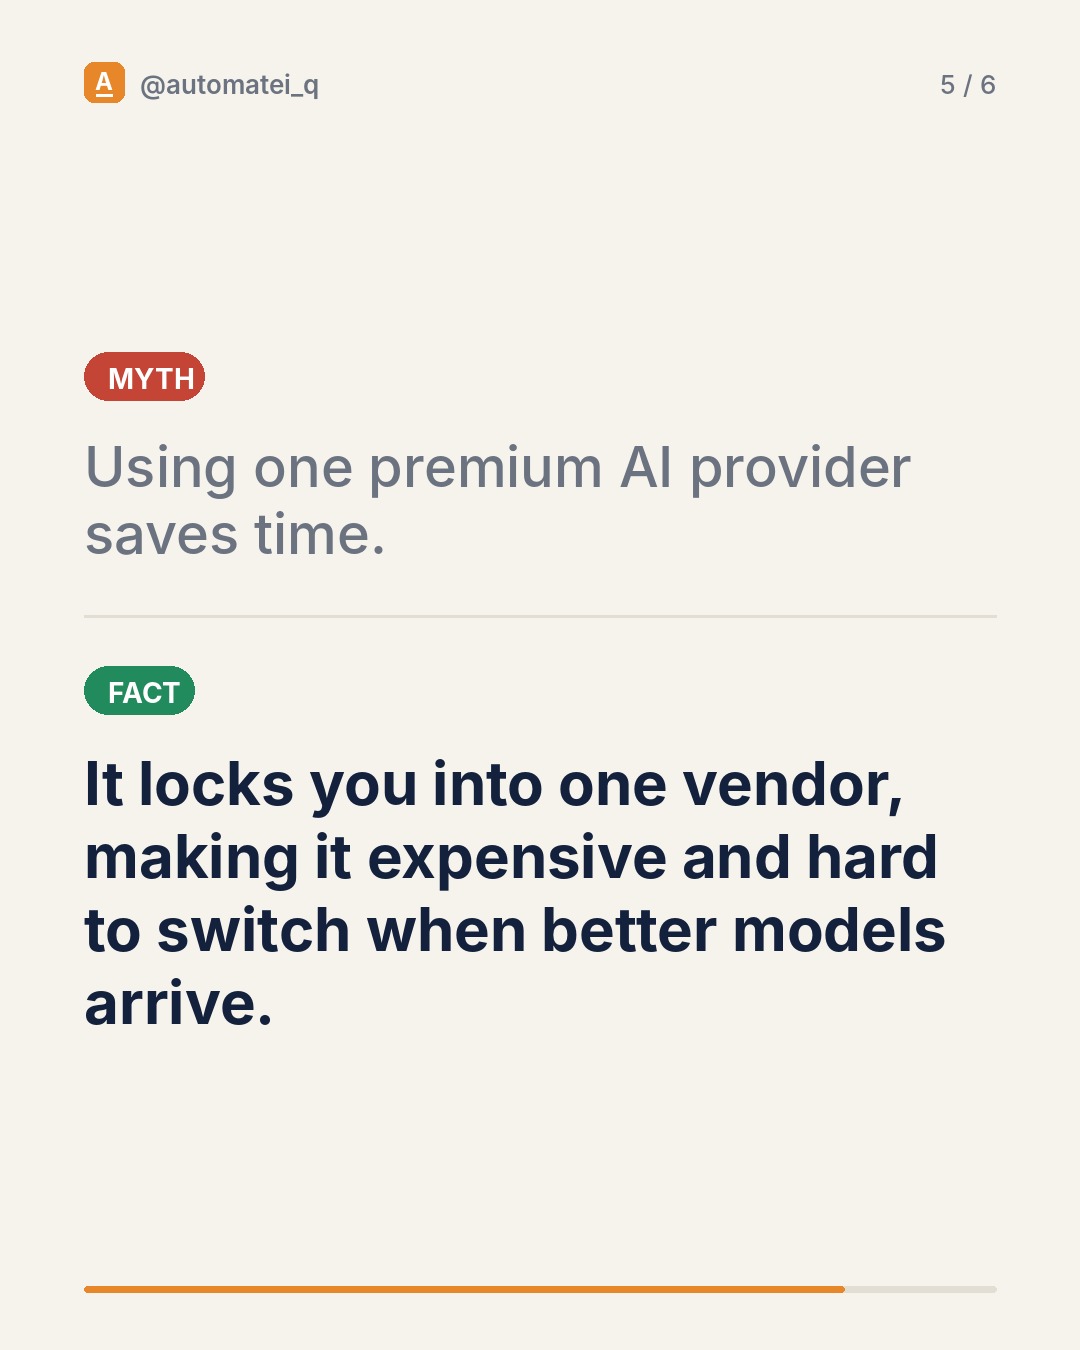 A @automatei_q
5 / 6
MYTH
Using one premium AI provider
saves time.
FACT
It locks you into one vendor,
making it expensive and hard
to switch when better models
arrive.